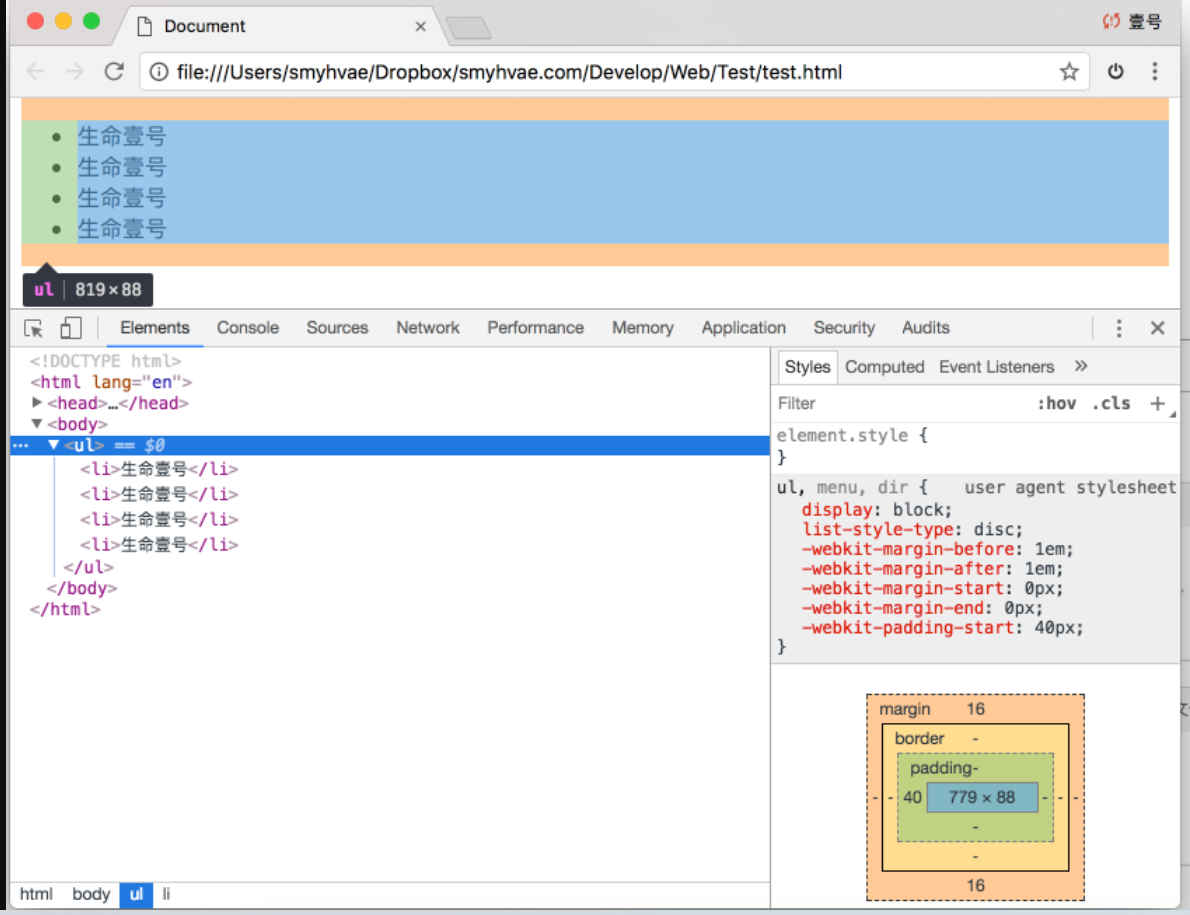 Document × 壹号
file:///Users/smyhvae/Dropbox/smyhvae.com/Develop/Web/Test/test.html
• 生命壹号
• 生命壹号
• 生命壹号
• 生命壹号
ul 819×88
Elements Console Sources Network Performance Memory Application Security Audits
<!DOCTYPE html>
<html lang="en">
▶<head>…</head>
▼<body>
… ▼<ul> == $0
<li>生命壹号</li>
<li>生命壹号</li>
<li>生命壹号</li>
<li>生命壹号</li>
</ul>
</body>
</html>
html body ul li
Styles Computed Event Listeners »
Filter :hov .cls +
element.style {
}
ul, menu, dir { user agent stylesheet
display: block;
list-style-type: disc;
-webkit-margin-before: 1em;
-webkit-margin-after: 1em;
-webkit-margin-start: 0px;
-webkit-margin-end: 0px;
-webkit-padding-start: 40px;
}
margin 16
border -
padding-
- - 40 779 × 88 - - -
-
-
16